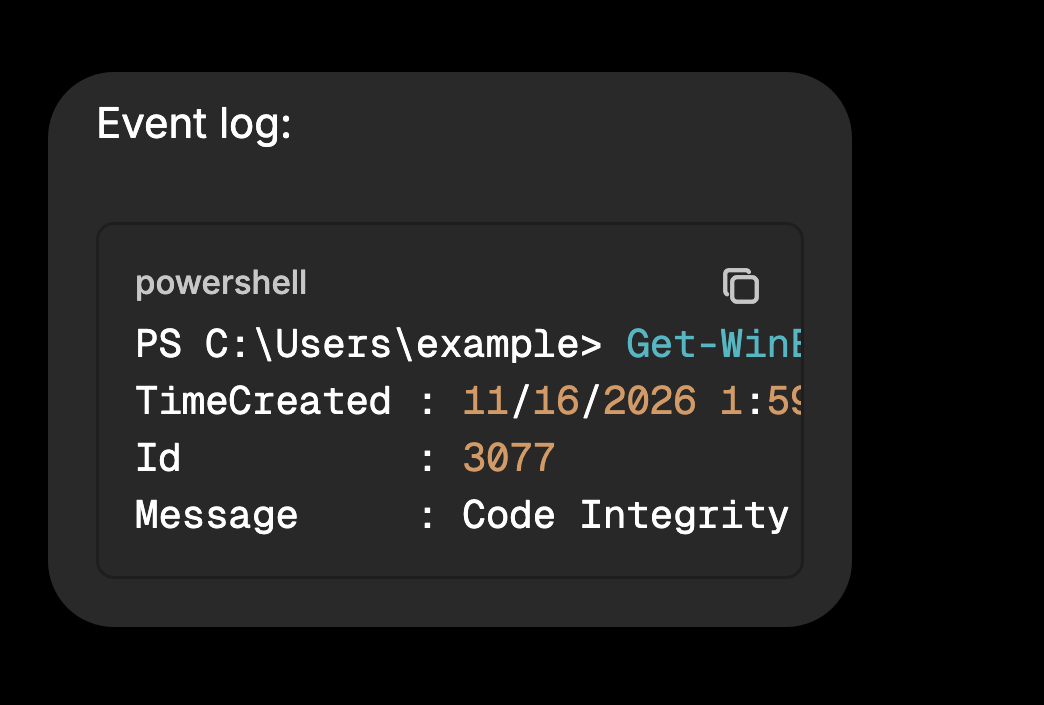 Event log:
powershell
PS C:\Users\example> Get-WinE
TimeCreated : 11/16/2026 1:59
Id          : 3077
Message     : Code Integrity